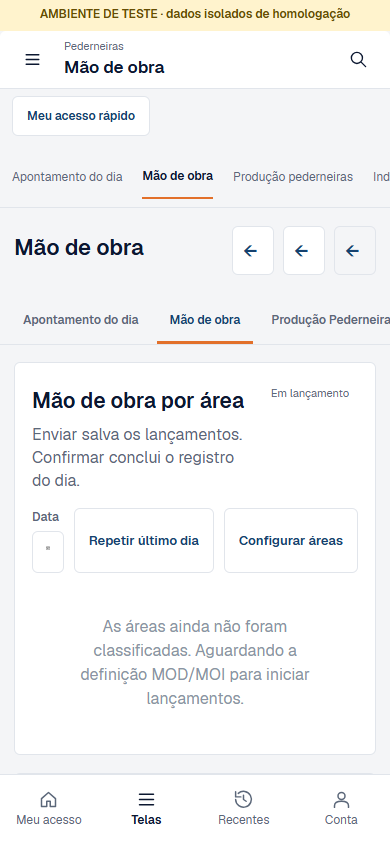 AMBIENTE DE TESTE · dados isolados de homologação
Pederneiras
Mão de obra
Meu acesso rápido
Apontamento do dia Mão de obra Produção pederneiras Ind
Mão de obra
Apontamento do dia Mão de obra Produção Pederneira
Mão de obra por área
Em lançamento
Enviar salva os lançamentos.
Confirmar conclui o registro
do dia.
Data
Repetir último dia
Configurar áreas
As áreas ainda não foram
classificadas. Aguardando a
definição MOD/MOI para iniciar
lançamentos.
Meu acesso Telas Recentes Conta